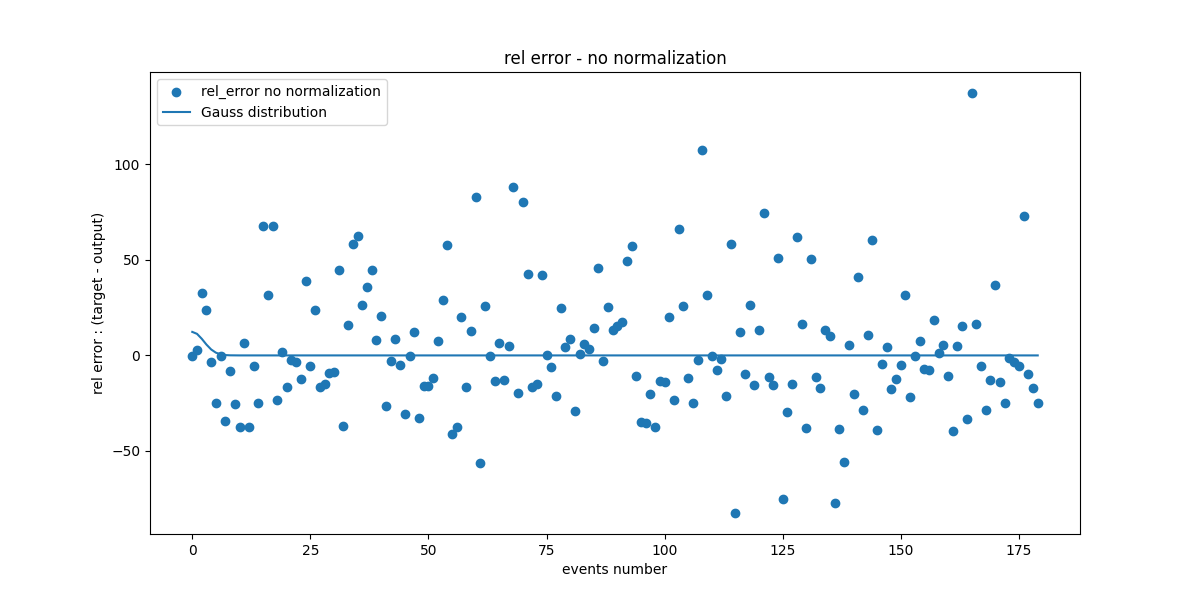 rel error - no normalization
rel_error no normalization
Gauss distribution
rel error : (target - output)
100
50
0
−50
0
25
50
75
100
125
150
175
events number